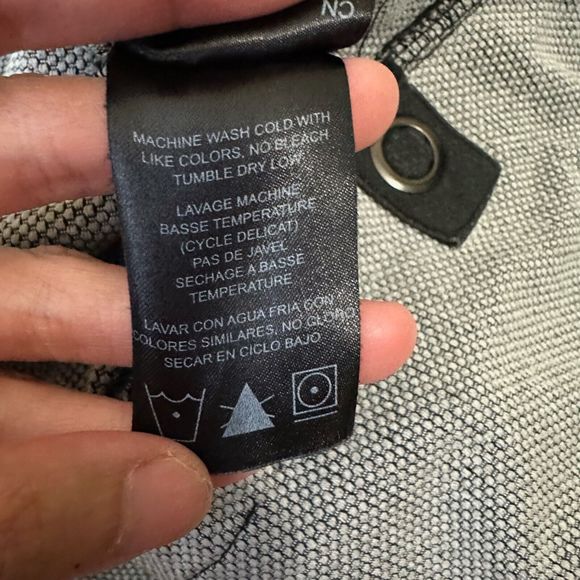 CN
MACHINE WASH COLD WITH
LIKE COLORS, NO BLEACH
TUMBLE DRY LOW
LAVAGE MACHINE
BASSE TEMPERATURE
(CYCLE DELICAT)
PAS DE JAVEL
SECHAGE A BASSE
TEMPERATURE
LAVAR CON AGUA FRIA CON
COLORES SIMILARES, NO CLORO
SECAR EN CICLO BAJO